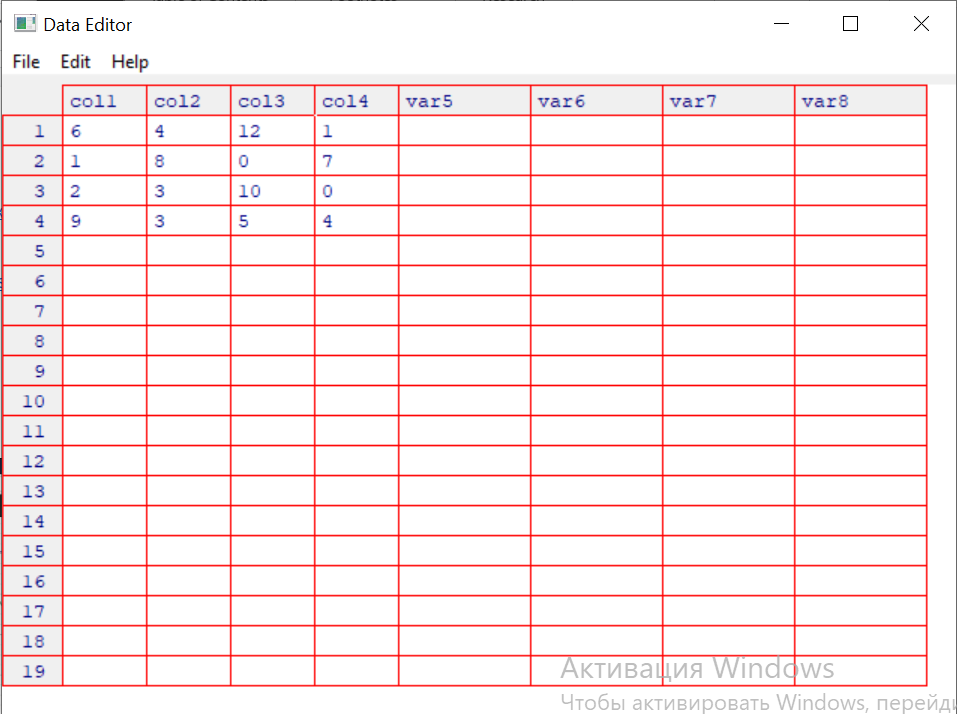 Data Editor
File Edit Help
col1 col2 col3 col4 var5 var6 var7 var8
1 6 4 12 1
2 1 8 0 7
3 2 3 10 0
4 9 3 5 4
5
6
7
8
9
10
11
12
13
14
15
16
17
18
19
Активация Windows
Чтобы активировать Windows,